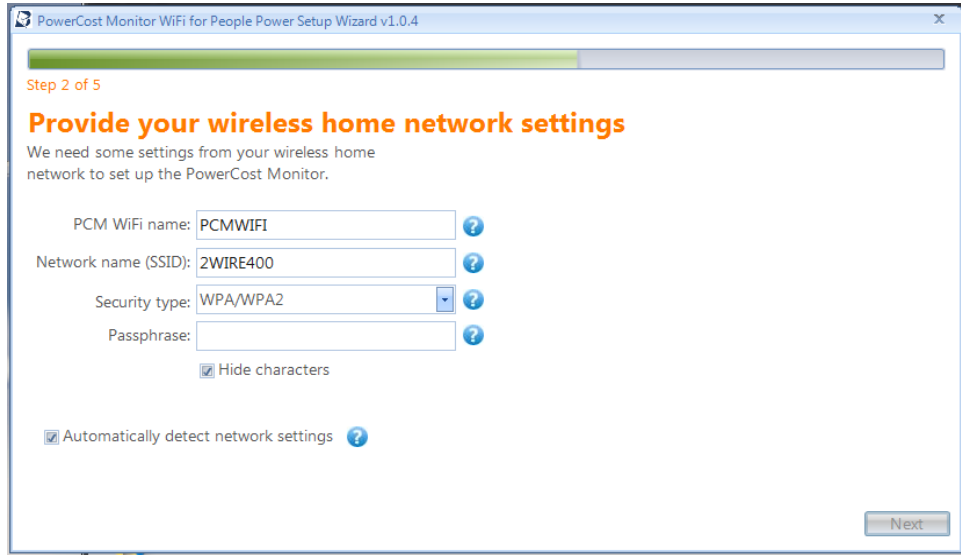 PowerCost Monitor WiFi for People Power Setup Wizard v1.0.4
x
Step 2 of 5
Provide your wireless home network settings
We need some settings from your wireless home
network to set up the PowerCost Monitor.
PCM WiFi name: PCMWIFI ?
Network name (SSID): 2WIRE400 ?
Security type: WPA/WPA2 ?
Passphrase: ?
Hide characters
Automatically detect network settings ?
Next